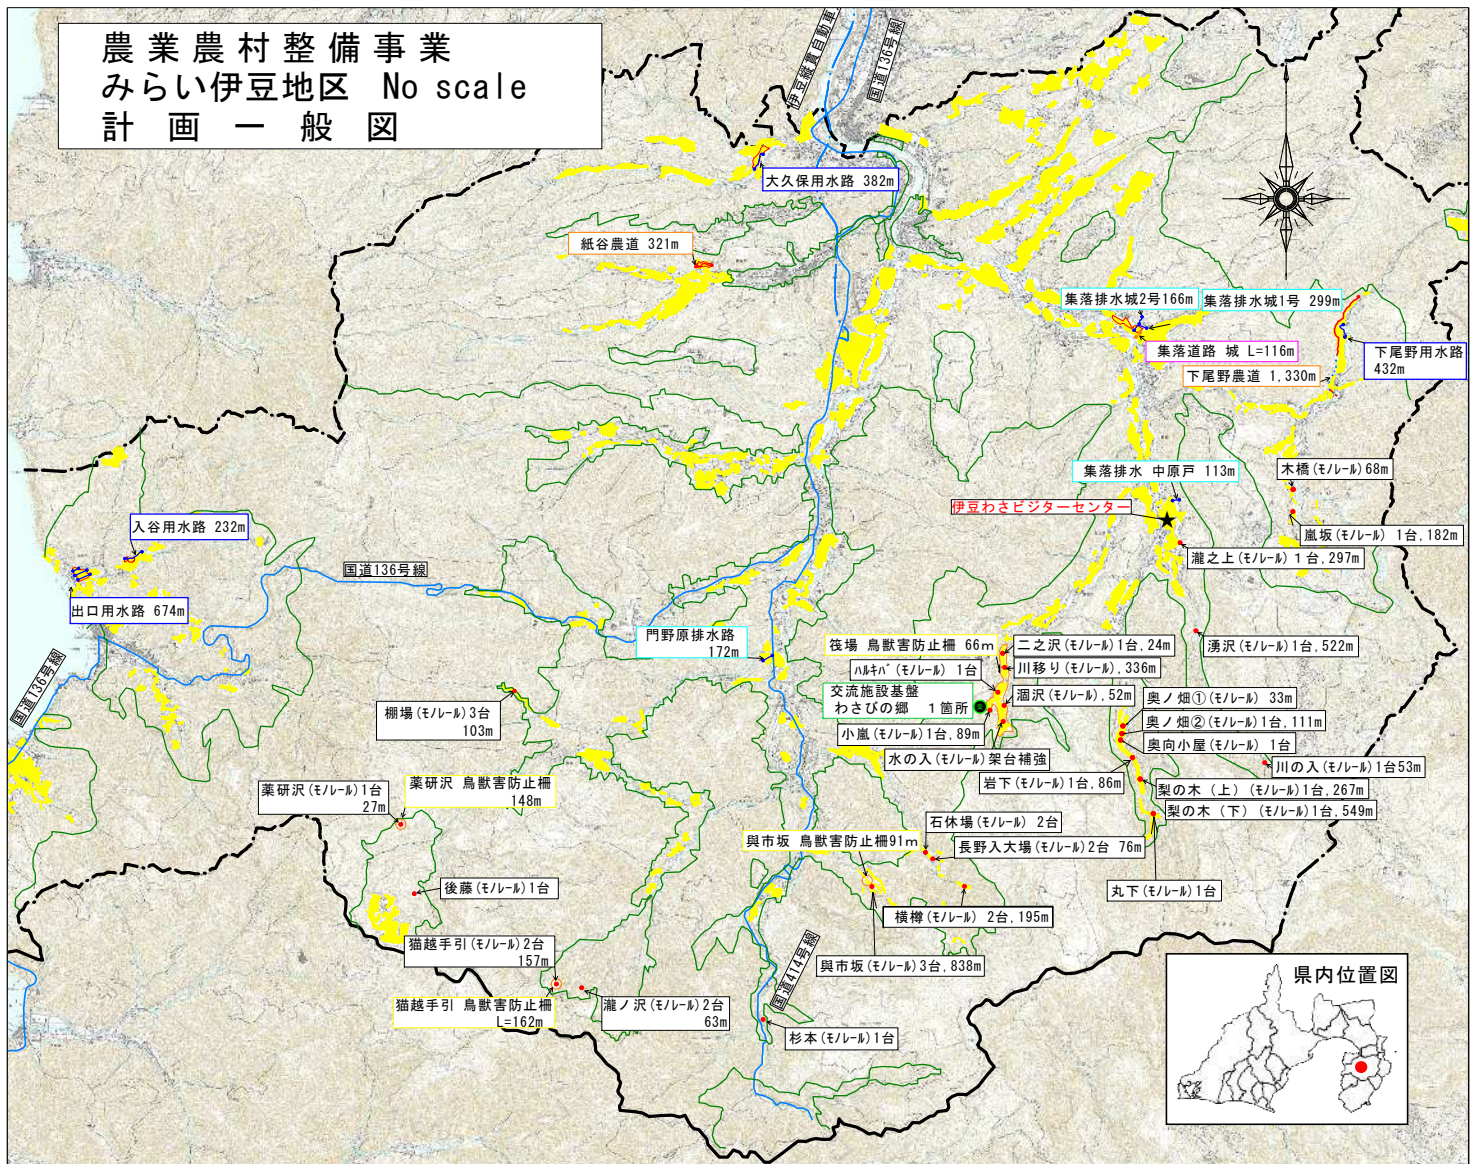 農業農村整備事業
みらい伊豆地区 No scale
計画一般図
伊豆縦貫自動車
国道136号線
大久保用水路 382m
紙谷農道 321m
集落排水城2号166m
集落排水城1号 299m
集落道路 城 L=116m
下尾野用水路
432m
下尾野農道 1,330m
集落排水 中原戸 113m
木橋(モノレール)68m
伊豆わさビジターセンター
嵐坂(モノレール) 1台,182m
瀧之上(モノレール)1台,297m
入谷用水路 232m
国道136号線
出口用水路 674m
国道136号線
門野原排水路
172m
筏場 鳥獣害防止柵 66m
二之沢(モノレール)1台,24m
湧沢(モノレール)1台,522m
川移り(モノレール),336m
ハルキバ(モノレール) 1台
交流施設基盤
わさびの郷 1箇所
涸沢(モノレール),52m
奥ノ畑①(モノレール) 33m
奥ノ畑②(モノレール)1台,111m
小嵐(モノレール)1台,89m
奥向小屋(モノレール) 1台
水の入(モノレール)架台補強
川の入(モノレール)1台53m
岩下(モノレール)1台,86m
梨の木(上)(モノレール)1台,267m
梨の木(下)(モノレール)1台,549m
棚場(モノレール)3台
103m
薬研沢(モノレール)1台
27m
薬研沢 鳥獣害防止柵
148m
石休場(モノレール) 2台
與市坂 鳥獣害防止柵91m
長野入大場(モノレール)2台 76m
丸下(モノレール)1台
後藤(モノレール)1台
横樽(モノレール) 2台,195m
猫越手引(モノレール)2台
157m
與市坂(モノレール)3台,838m
国道414号線
猫越手引 鳥獣害防止柵
L=162m
瀧ノ沢(モノレール)2台
63m
杉本(モノレール)1台
県内位置図